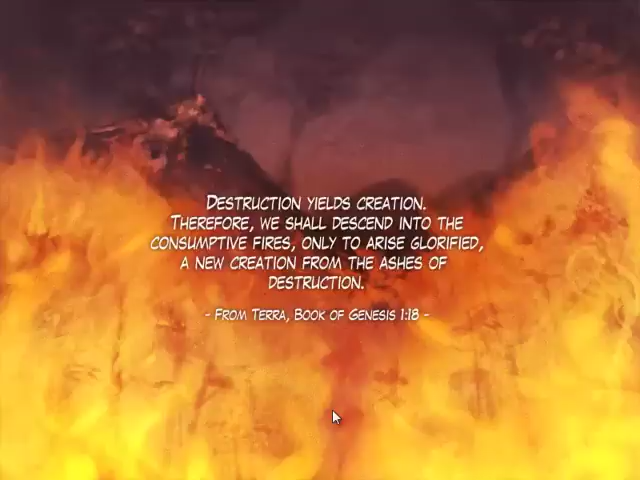 DESTRUCTION YIELDS CREATION.
THEREFORE, WE SHALL DESCEND INTO THE
CONSUMPTIVE FIRES, ONLY TO ARISE GLORIFIED,
A NEW CREATION FROM THE ASHES OF
DESTRUCTION.
- FROM TERRA, BOOK OF GENESIS 1:18 -